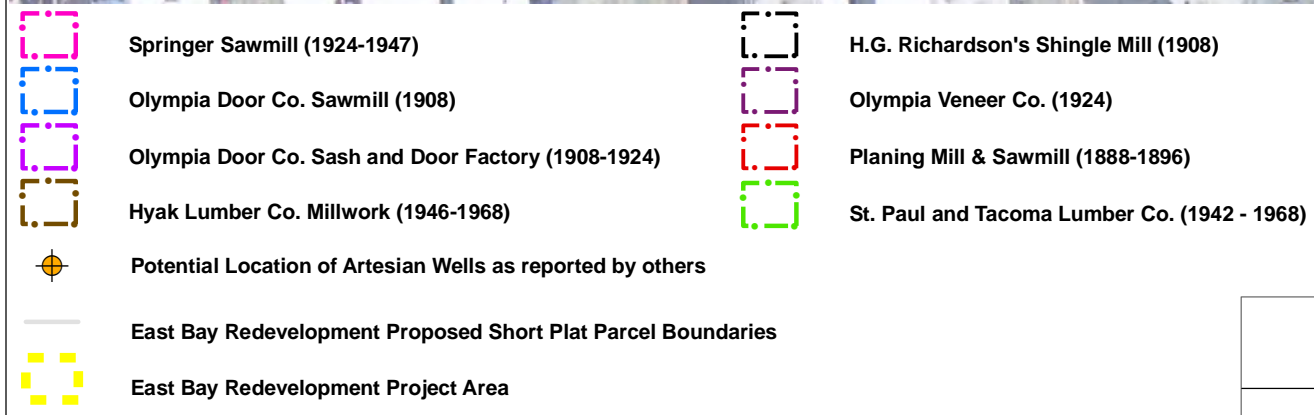 Springer Sawmill (1924-1947)
Olympia Door Co. Sawmill (1908)
Olympia Door Co. Sash and Door Factory (1908-1924)
Hyak Lumber Co. Millwork (1946-1968)
Potential Location of Artesian Wells as reported by others
East Bay Redevelopment Proposed Short Plat Parcel Boundaries
East Bay Redevelopment Project Area
H.G. Richardson's Shingle Mill (1908)
Olympia Veneer Co. (1924)
Planing Mill & Sawmill (1888-1896)
St. Paul and Tacoma Lumber Co. (1942 - 1968)